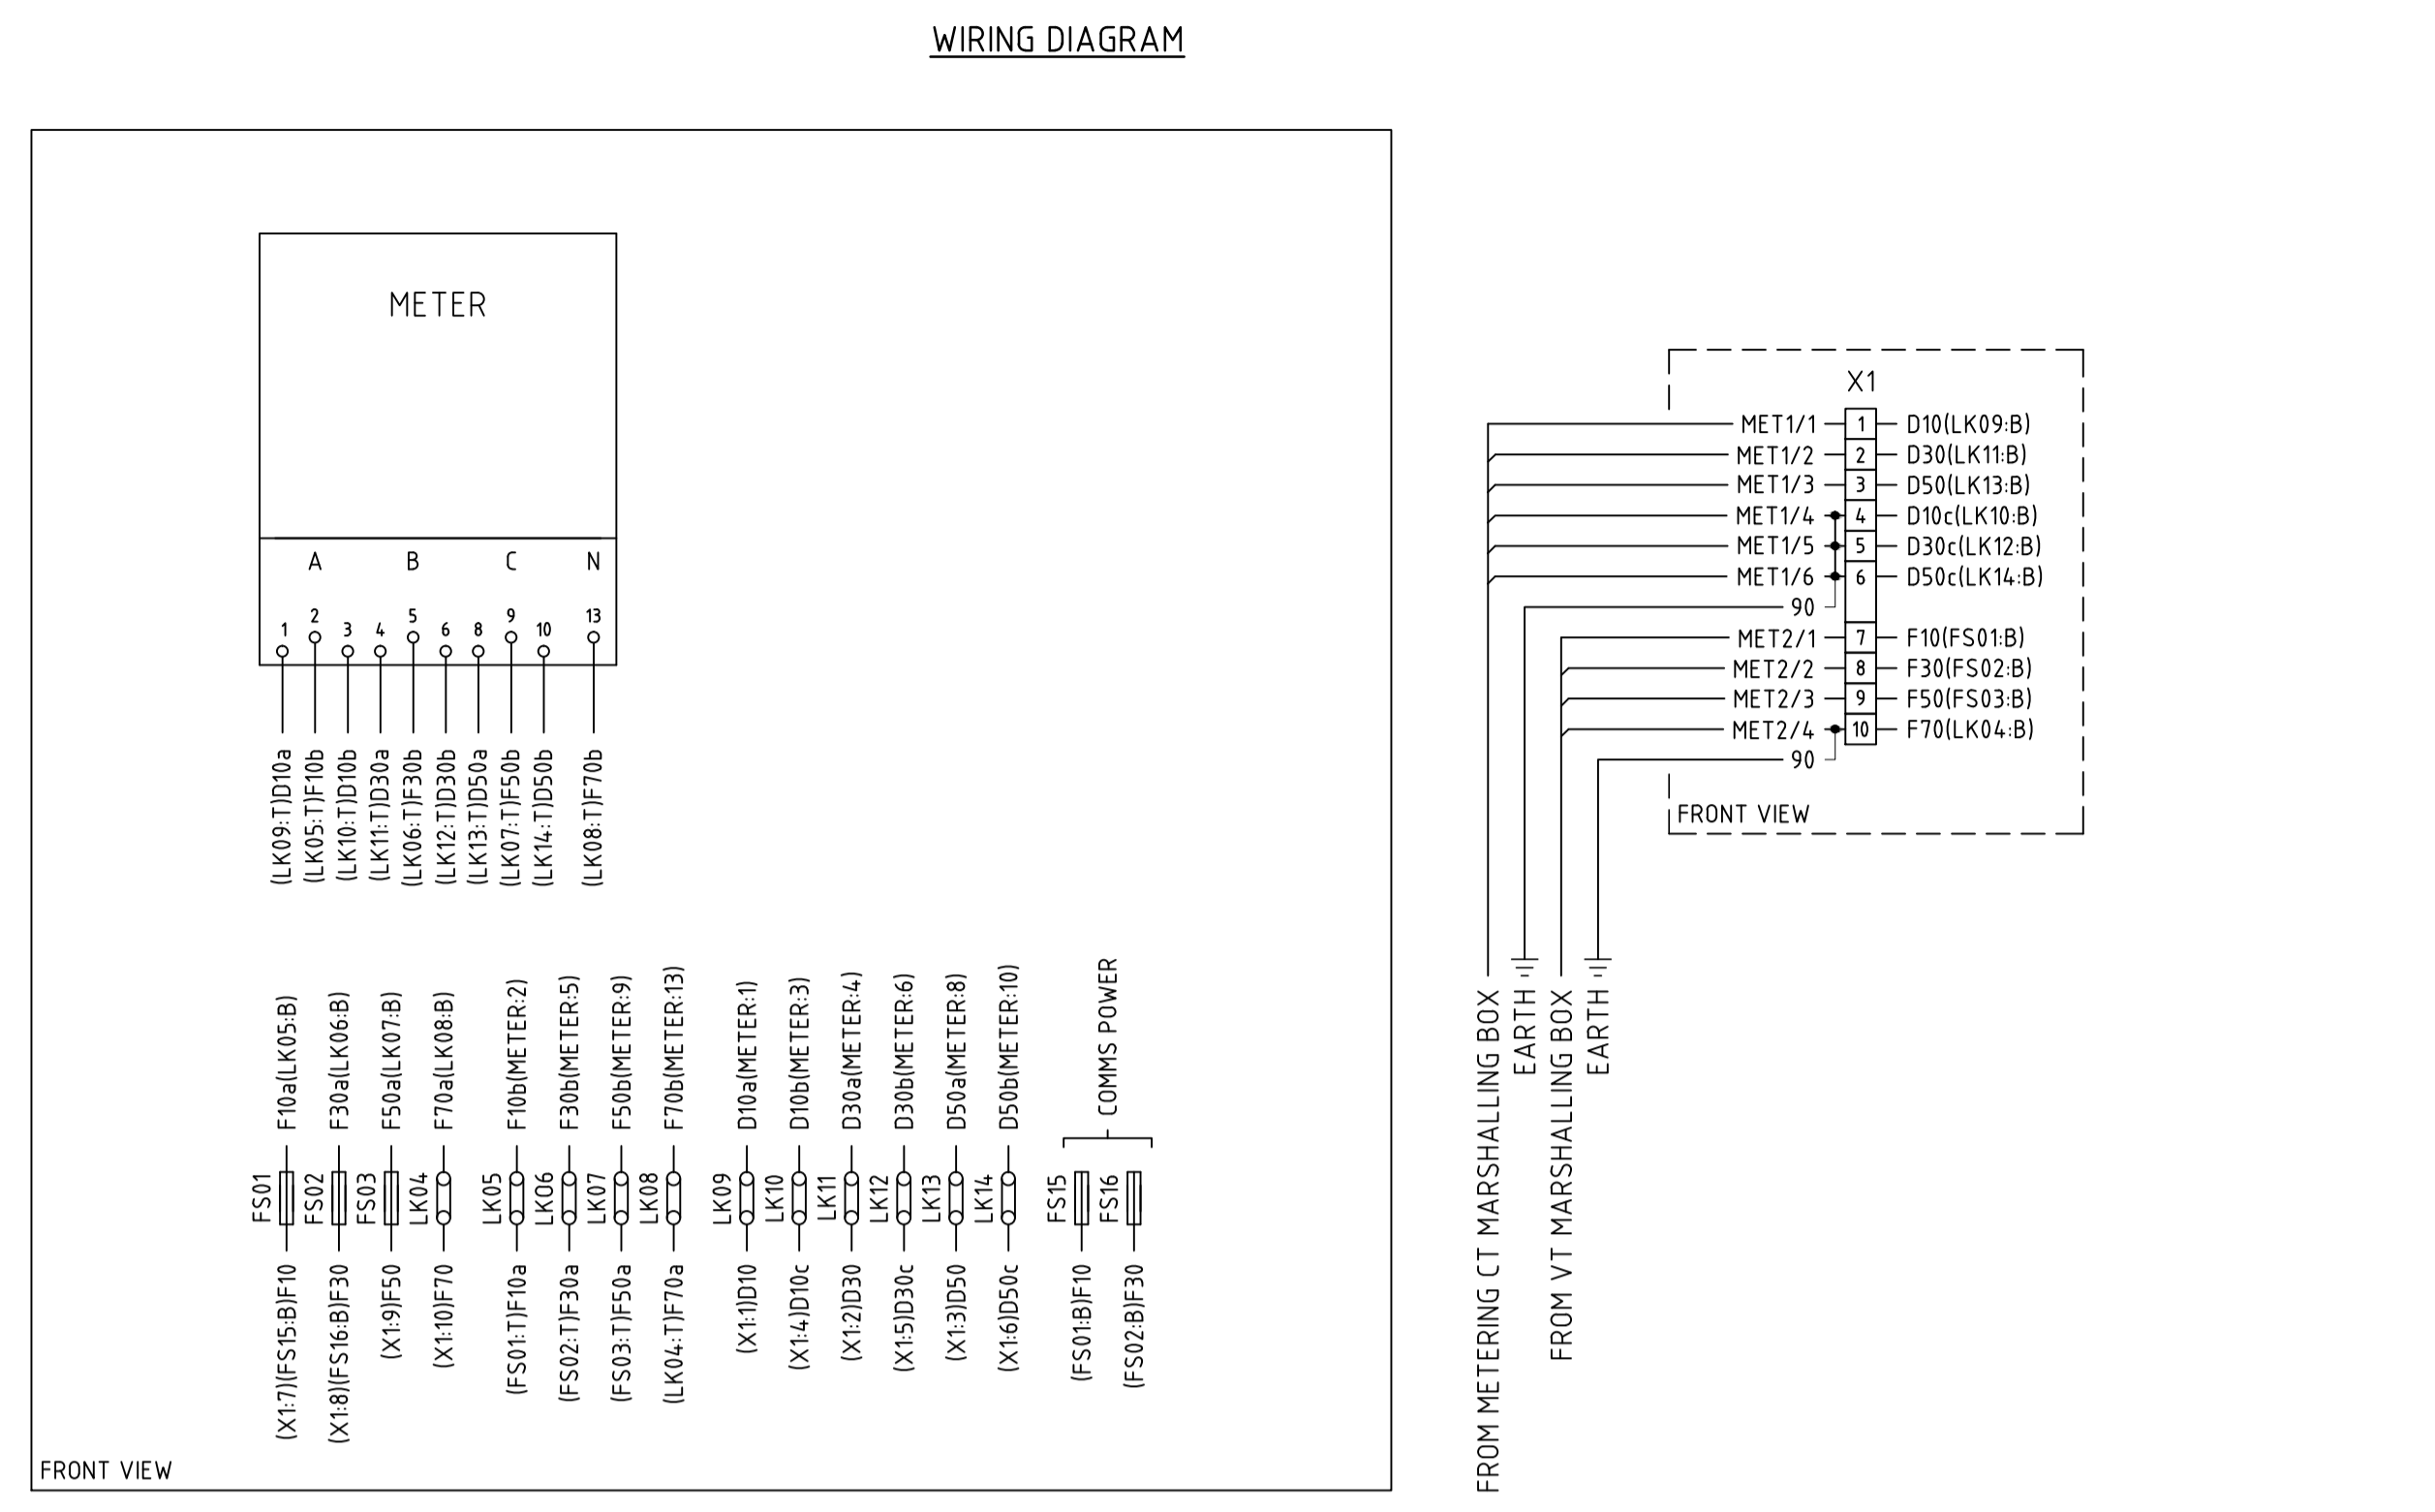 WIRING DIAGRAM
METER
A B C N
1 2 3 4 5 6 8 9 10 13
(LK09:T)D10a
(LK05:T)F10b
(LK10:T)D10b
(LK11:T)D30a
(LK06:T)F30b
(LK12:T)D30b
(LK13:T)D50a
(LK07:T)F50b
(LK14:T)D50b
(LK08:T)F70b
F10a(LK05:B)
F30a(LK06:B)
F50a(LK07:B)
F70a(LK08:B)
F10b(METER:2)
F30b(METER:5)
F50b(METER:9)
F70b(METER:13)
D10a(METER:1)
D10b(METER:3)
D30a(METER:4)
D30b(METER:6)
D50a(METER:8)
D50b(METER:10)
COMMS POWER
FS01
FS02
FS03
LK04
LK05
LK06
LK07
LK08
LK09
LK10
LK11
LK12
LK13
LK14
FS15
FS16
(X1:7)(FS15:B)F10
(X1:8)(FS16:B)F30
(X1:9)F50
(X1:10)F70
(FS01:T)F10a
(FS02:T)F30a
(FS03:T)F50a
(LK04:T)F70a
(X1:1)D10
(X1:4)D10c
(X1:2)D30
(X1:5)D30c
(X1:3)D50
(X1:6)D50c
(FS01:B)F10
(FS02:B)F30
FRONT VIEW
X1
MET1/1 1 D10(LK09:B)
MET1/2 2 D30(LK11:B)
MET1/3 3 D50(LK13:B)
MET1/4 4 D10c(LK10:B)
MET1/5 5 D30c(LK12:B)
MET1/6 6 D50c(LK14:B)
90
MET2/1 7 F10(FS01:B)
MET2/2 8 F30(FS02:B)
MET2/3 9 F50(FS03:B)
MET2/4 10 F70(LK04:B)
90
FRONT VIEW
FROM METERING CT MARSHALLING BOX
EARTH
FROM VT MARSHALLING BOX
EARTH